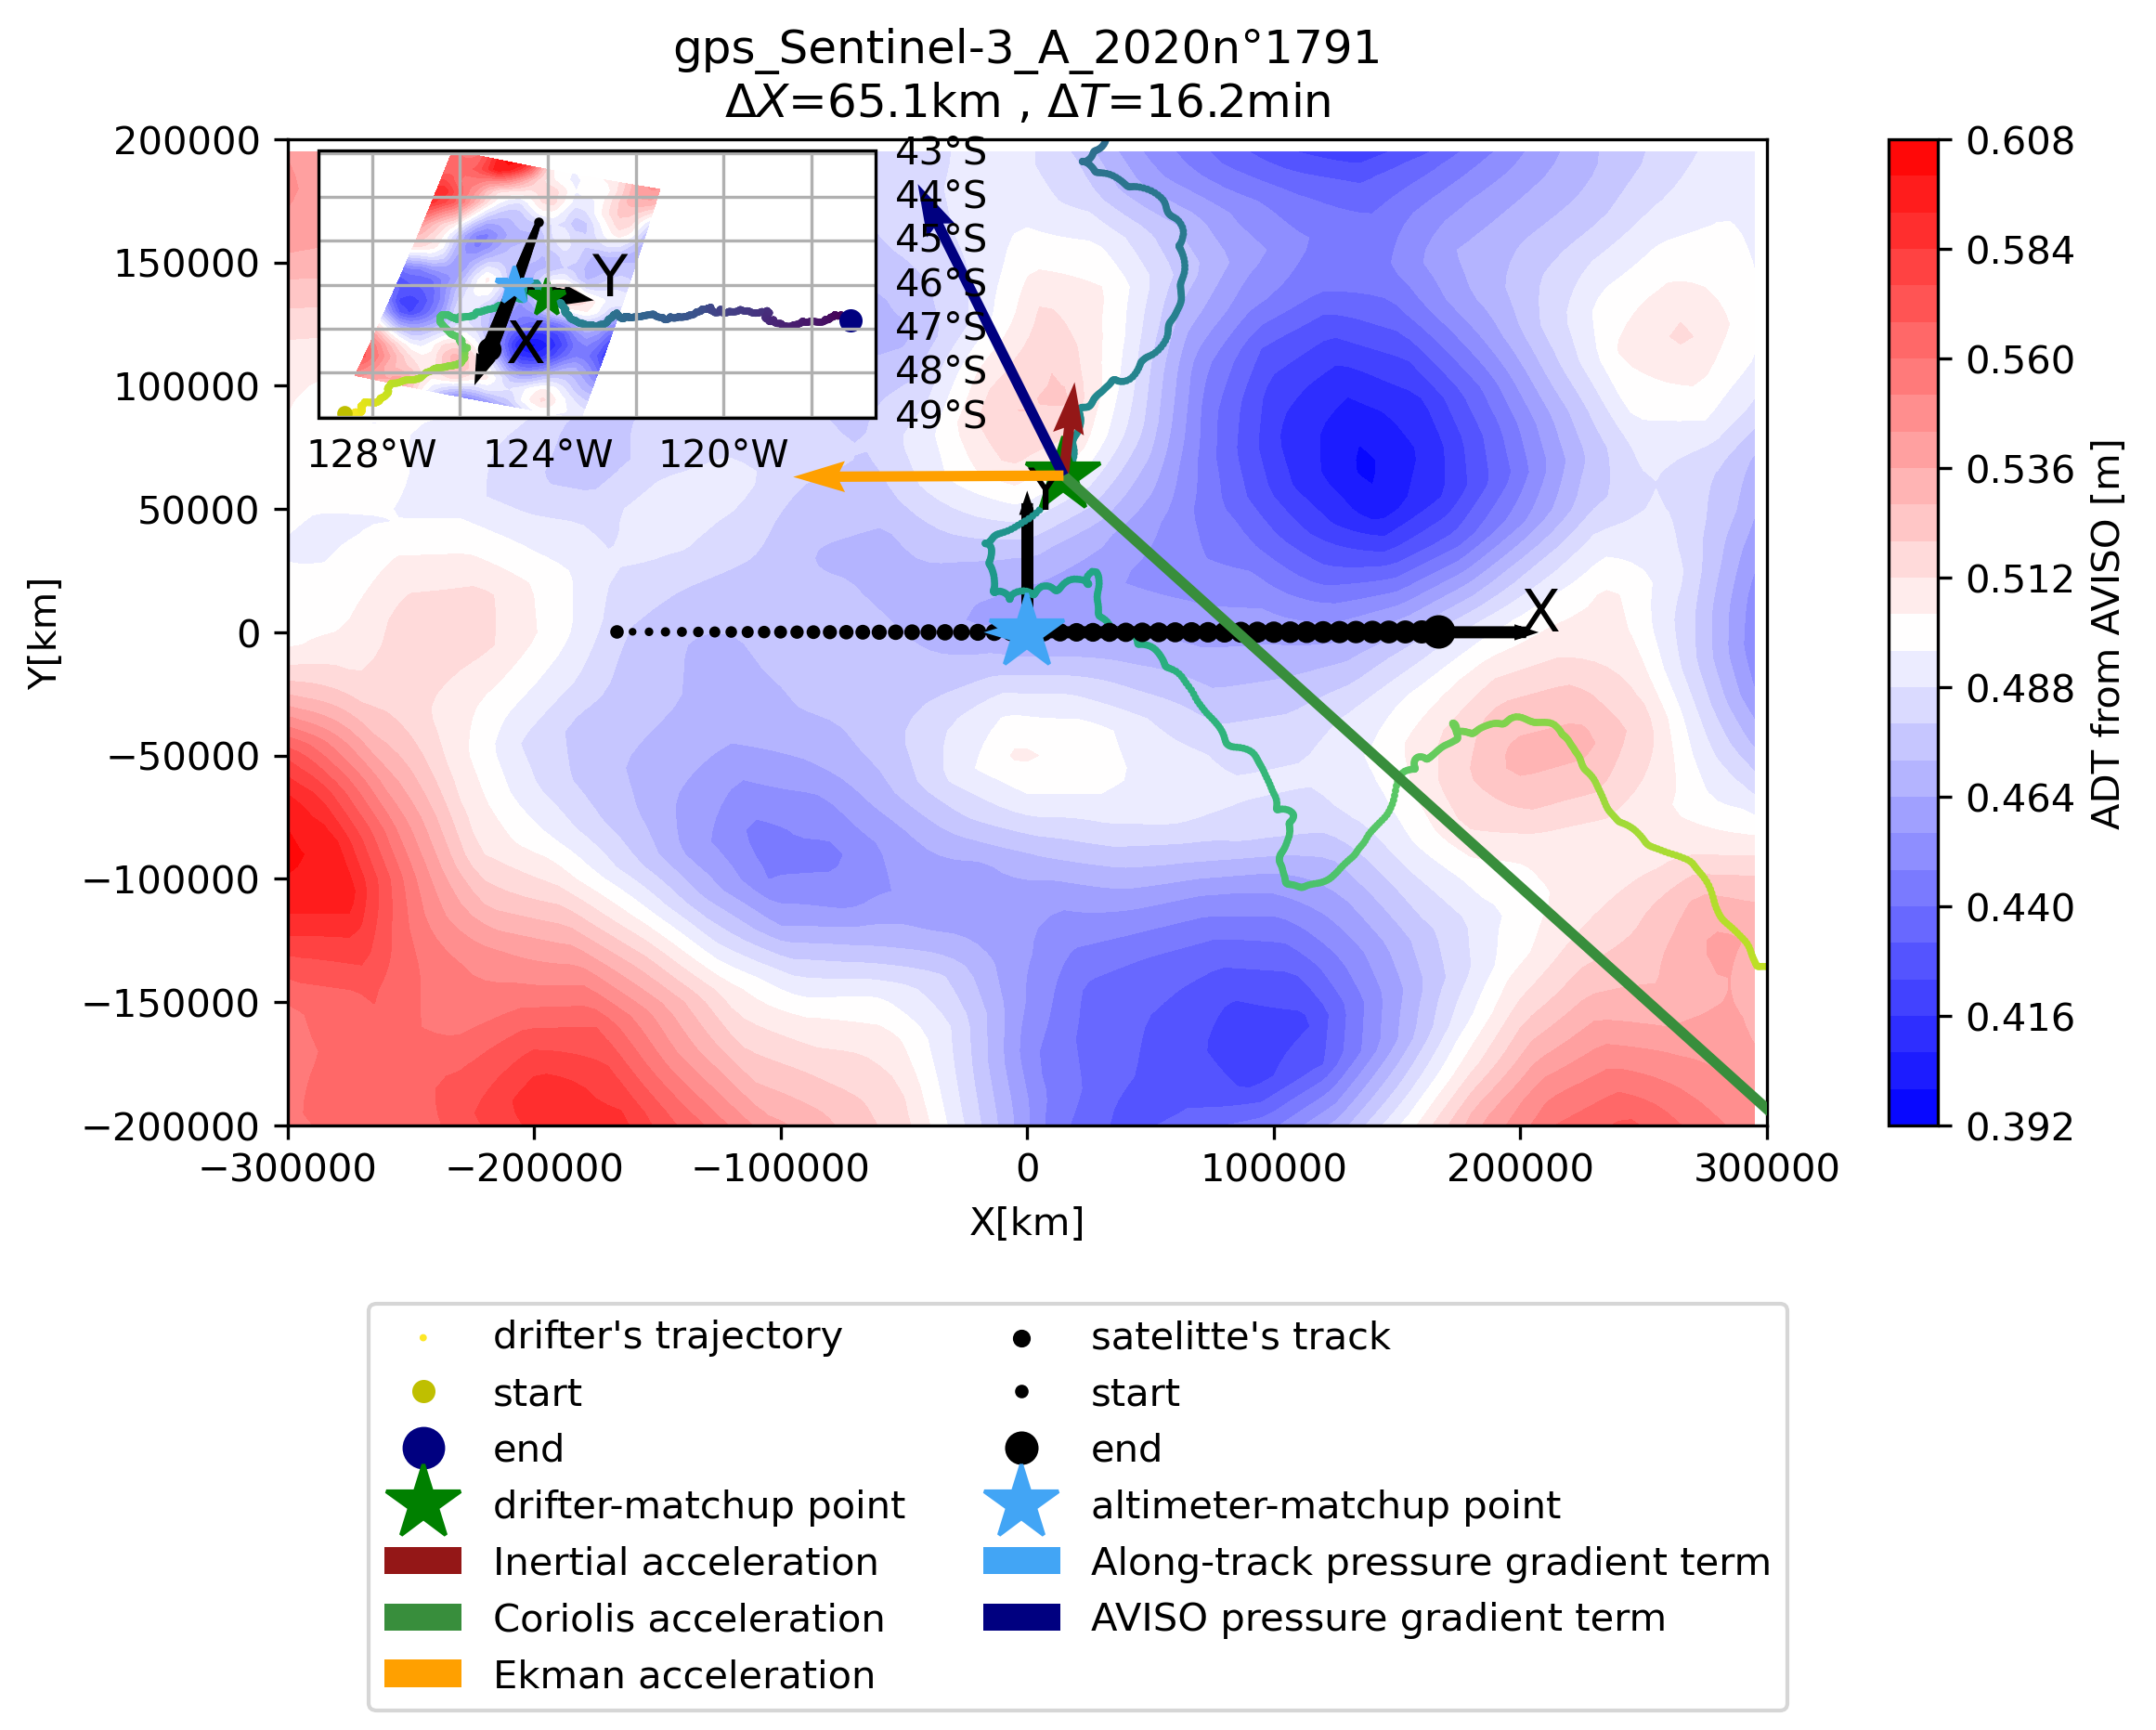 gps_Sentinel-3_A_2020n°1791
ΔX=65.1km , ΔT=16.2min
200000
150000
100000
50000
0
−50000
−100000
−150000
−200000
Y[km]
−300000
−200000
−100000
0
100000
200000
300000
X[km]
43°S
44°S
45°S
46°S
47°S
48°S
49°S
128°W
124°W
120°W
Y
X
Y
X
0.608
0.584
0.560
0.536
0.512
0.488
0.464
0.440
0.416
0.392
ADT from AVISO [m]
drifter's trajectory
start
end
drifter-matchup point
Inertial acceleration
Coriolis acceleration
Ekman acceleration
satelitte's track
start
end
altimeter-matchup point
Along-track pressure gradient term
AVISO pressure gradient term